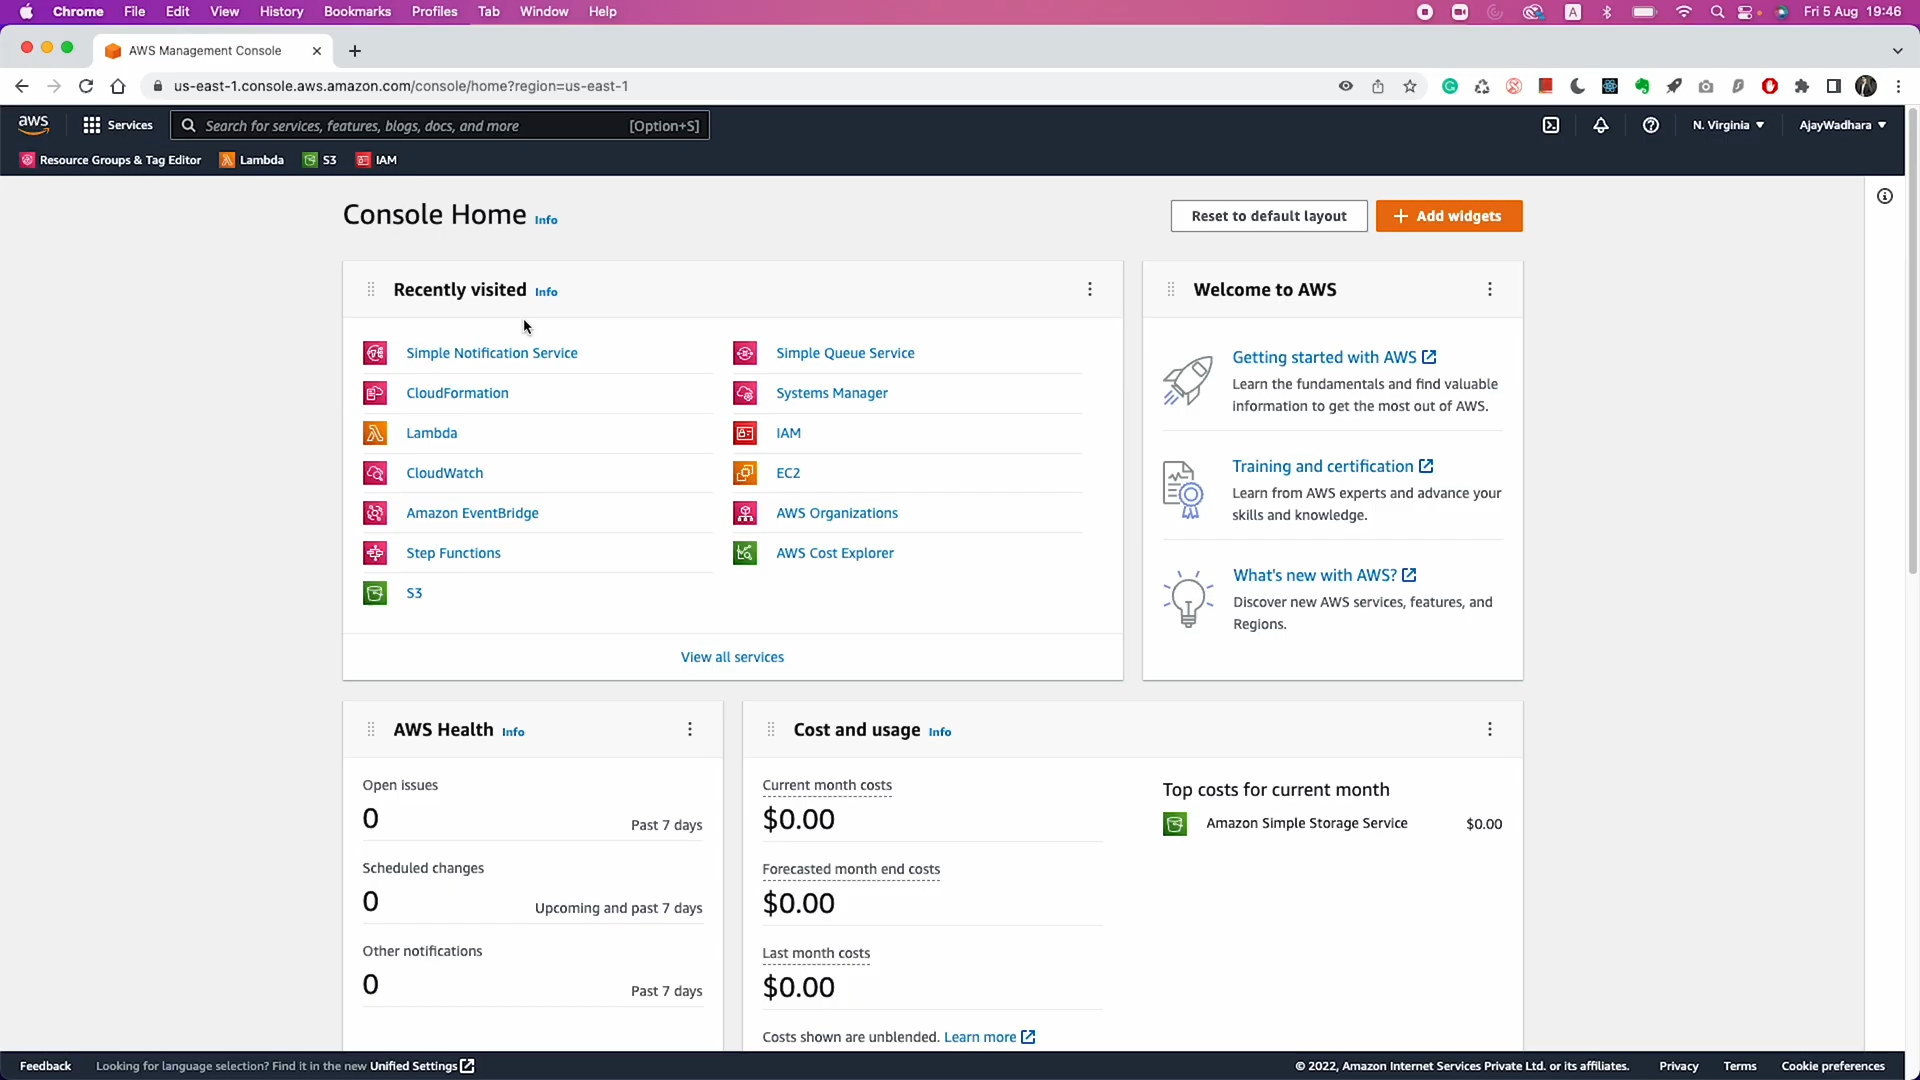 Chrome File Edit View History Bookmarks Profiles Tab Window Help A Fri 5 Aug 19:46
AWS Management Console
us-east-1.console.aws.amazon.com/console/home?region=us-east-1
aws Services Search for services, features, blogs, docs, and more [Option+S] N. Virginia AjayWadhara
Resource Groups & Tag Editor Lambda S3 IAM
Console Home Info Reset to default layout Add widgets
Recently visited Info
Simple Notification Service Simple Queue Service
CloudFormation Systems Manager
Lambda IAM
CloudWatch EC2
Amazon EventBridge AWS Organizations
Step Functions AWS Cost Explorer
S3
View all services
Welcome to AWS
Getting started with AWS
Learn the fundamentals and find valuable
information to get the most out of AWS.
Training and certification
Learn from AWS experts and advance your
skills and knowledge.
What's new with AWS?
Discover new AWS services, features, and
Regions.
AWS Health Info
Open issues
0 Past 7 days
Scheduled changes
0 Upcoming and past 7 days
Other notifications
0 Past 7 days
Cost and usage Info
Current month costs
$0.00
Forecasted month end costs
$0.00
Last month costs
$0.00
Costs shown are unblended. Learn more
Top costs for current month
Amazon Simple Storage Service $0.00
Feedback Looking for language selection? Find it in the new Unified Settings © 2022, Amazon Internet Services Private Ltd. or its affiliates. Privacy Terms Cookie preferences